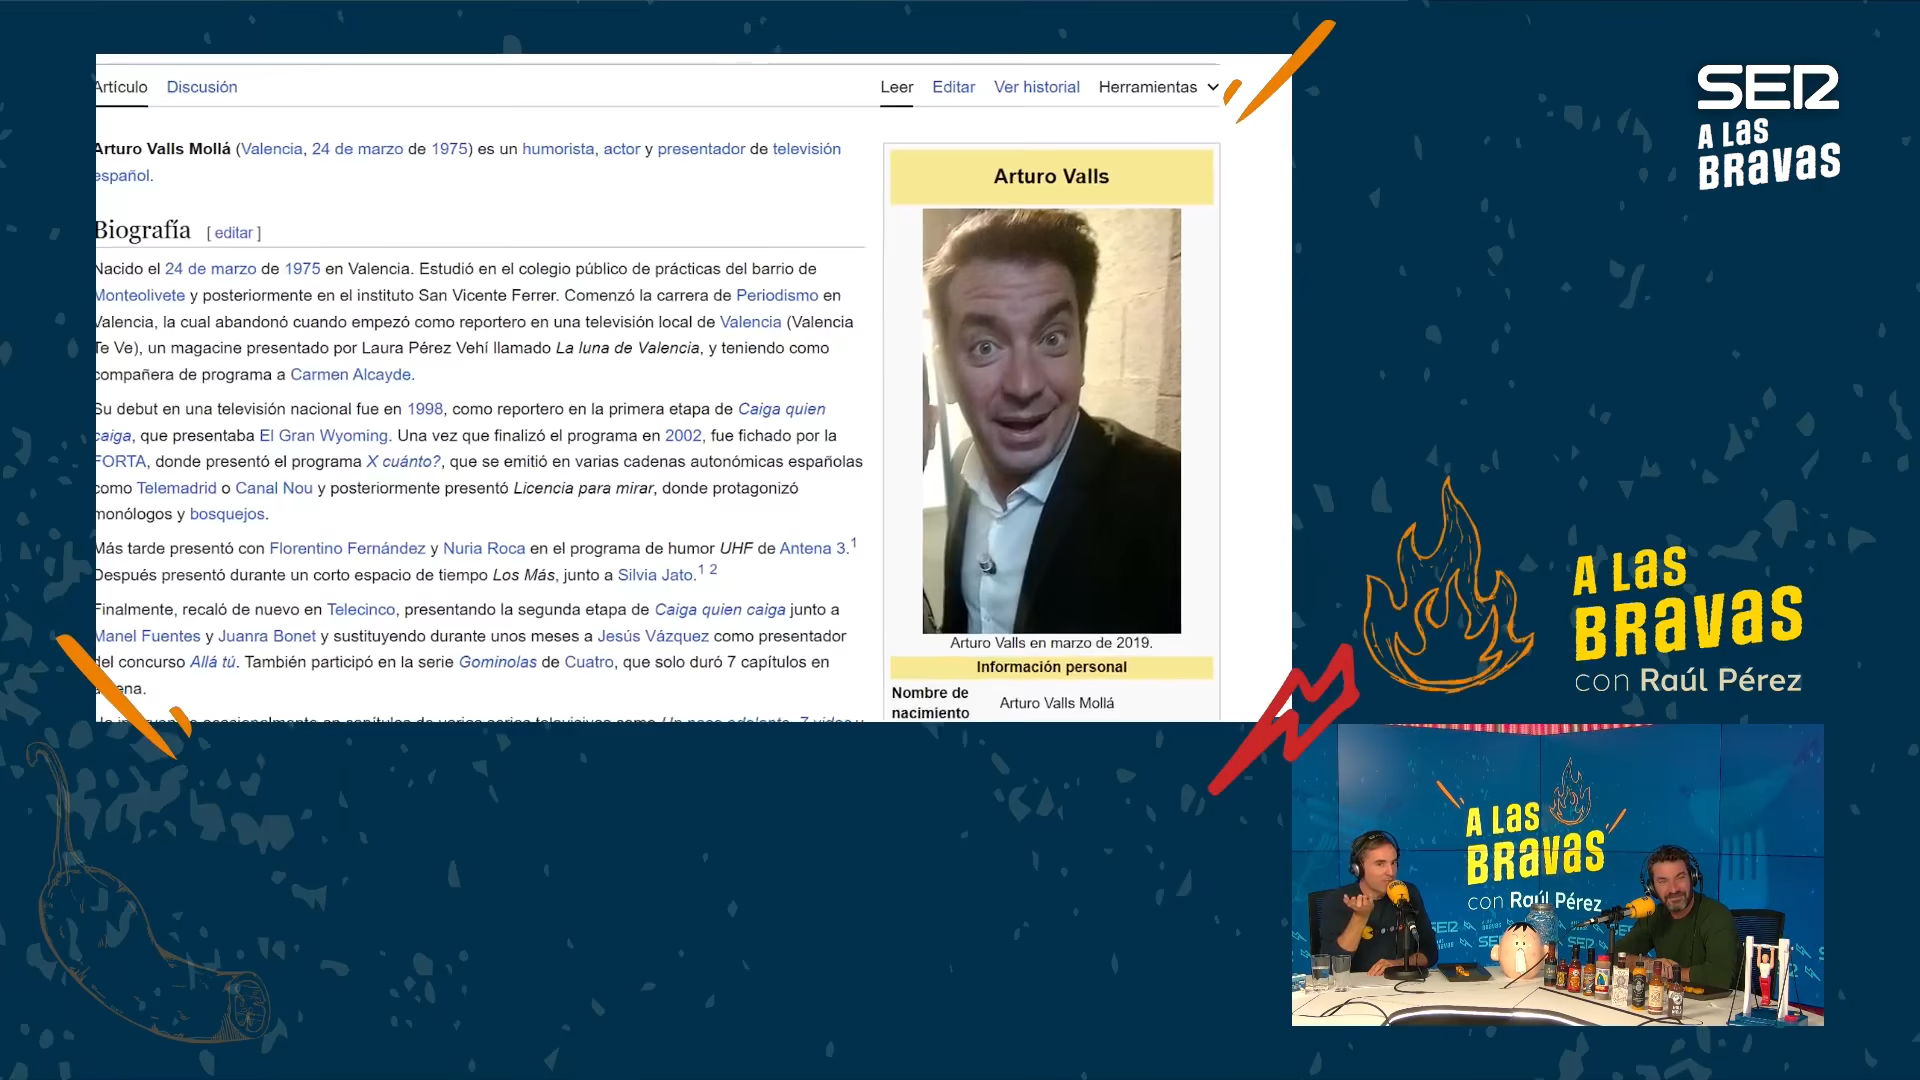 Artículo Discusión
Leer Editar Ver historial Herramientas
Arturo Valls Mollá (Valencia, 24 de marzo de 1975) es un humorista, actor y presentador de televisión
español.
Biografía [ editar ]
Nacido el 24 de marzo de 1975 en Valencia. Estudió en el colegio público de prácticas del barrio de
Monteolivete y posteriormente en el instituto San Vicente Ferrer. Comenzó la carrera de Periodismo en
Valencia, la cual abandonó cuando empezó como reportero en una televisión local de Valencia (Valencia
Te Ve), un magacine presentado por Laura Pérez Vehí llamado La luna de Valencia, y teniendo como
compañera de programa a Carmen Alcayde.
Su debut en una televisión nacional fue en 1998, como reportero en la primera etapa de Caiga quien
caiga, que presentaba El Gran Wyoming. Una vez que finalizó el programa en 2002, fue fichado por la
FORTA, donde presentó el programa X cuánto?, que se emitió en varias cadenas autonómicas españolas
como Telemadrid o Canal Nou y posteriormente presentó Licencia para mirar, donde protagonizó
monólogos y bosquejos.
Más tarde presentó con Florentino Fernández y Nuria Roca en el programa de humor UHF de Antena 3.1
Después presentó durante un corto espacio de tiempo Los Más, junto a Silvia Jato.1 2
Finalmente, recaló de nuevo en Telecinco, presentando la segunda etapa de Caiga quien caiga junto a
Manel Fuentes y Juanra Bonet y sustituyendo durante unos meses a Jesús Vázquez como presentador
del concurso Allá tú. También participó en la serie Gominolas de Cuatro, que solo duró 7 capítulos en
Arturo Valls
Arturo Valls en marzo de 2019.
Información personal
Nombre de
nacimiento
Arturo Valls Mollá
SER
A LAS
BRAVAS
A LAS
BRAVAS
con Raúl Pérez
A LAS
BRAVAS
con Raúl Pérez
SER
SER